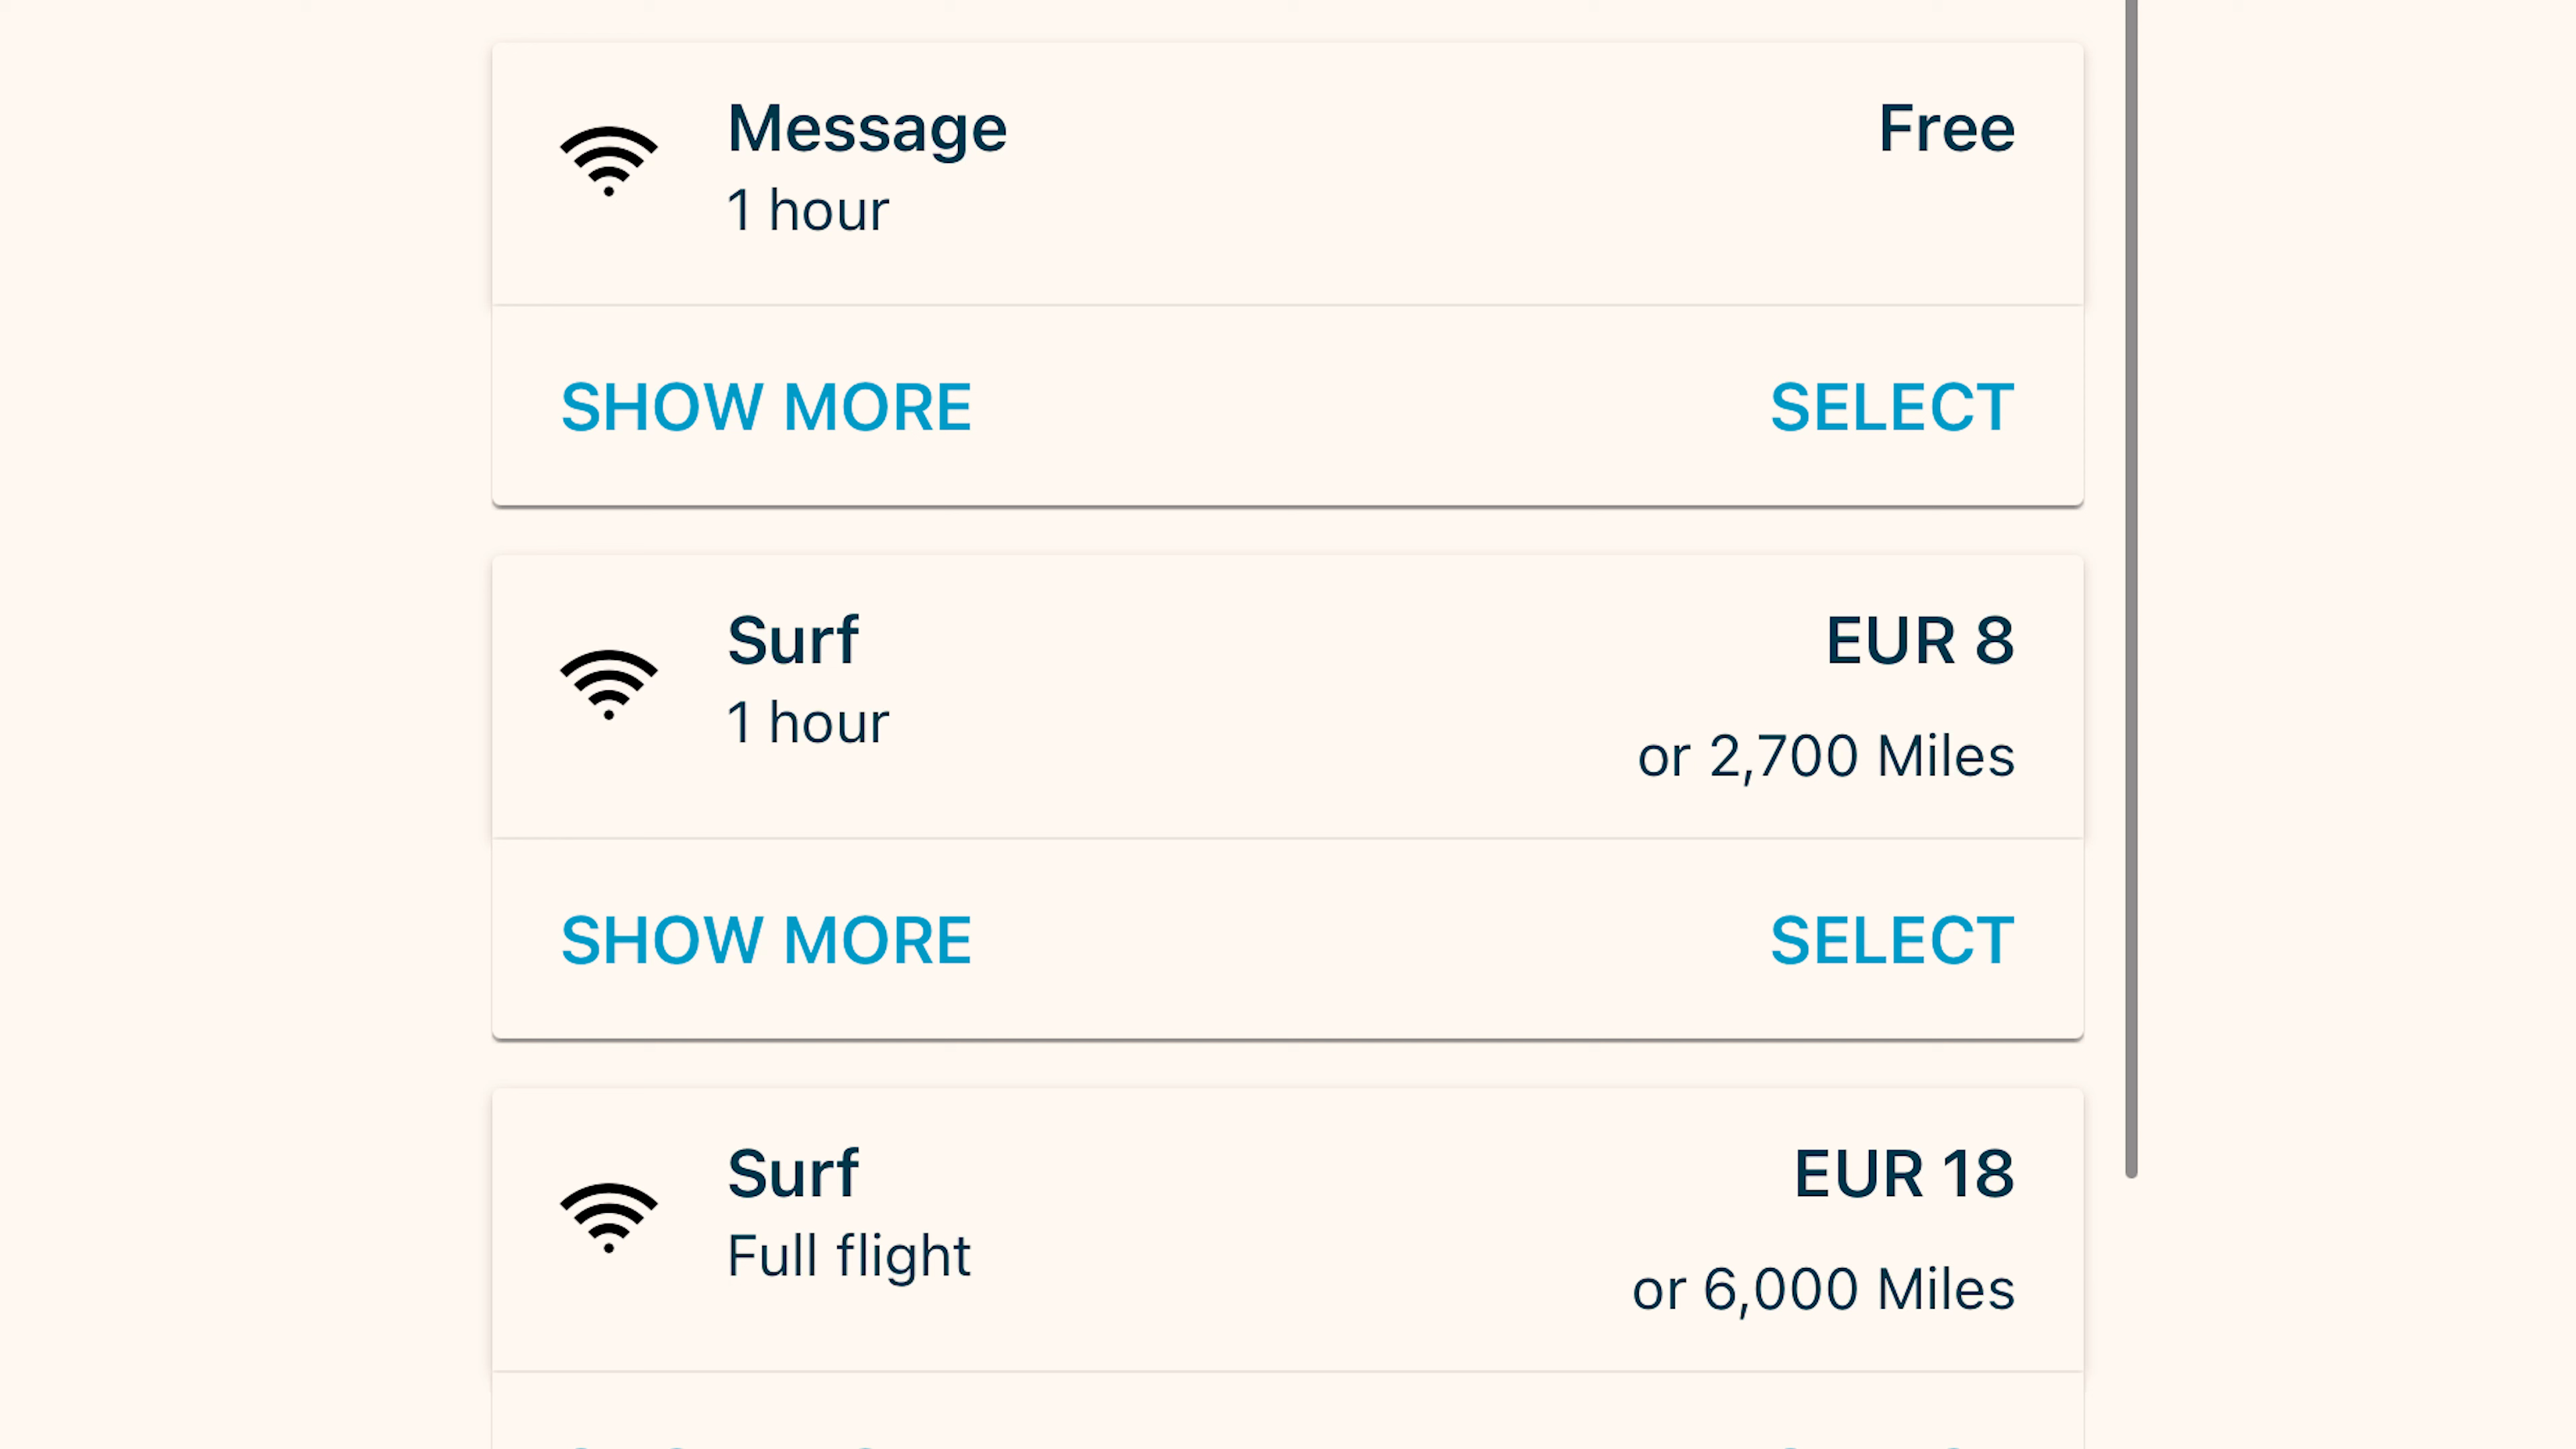 Message
Free
1 hour
SHOW MORE
SELECT
Surf
EUR 8
1 hour
or 2,700 Miles
SHOW MORE
SELECT
Surf
EUR 18
Full flight
or 6,000 Miles